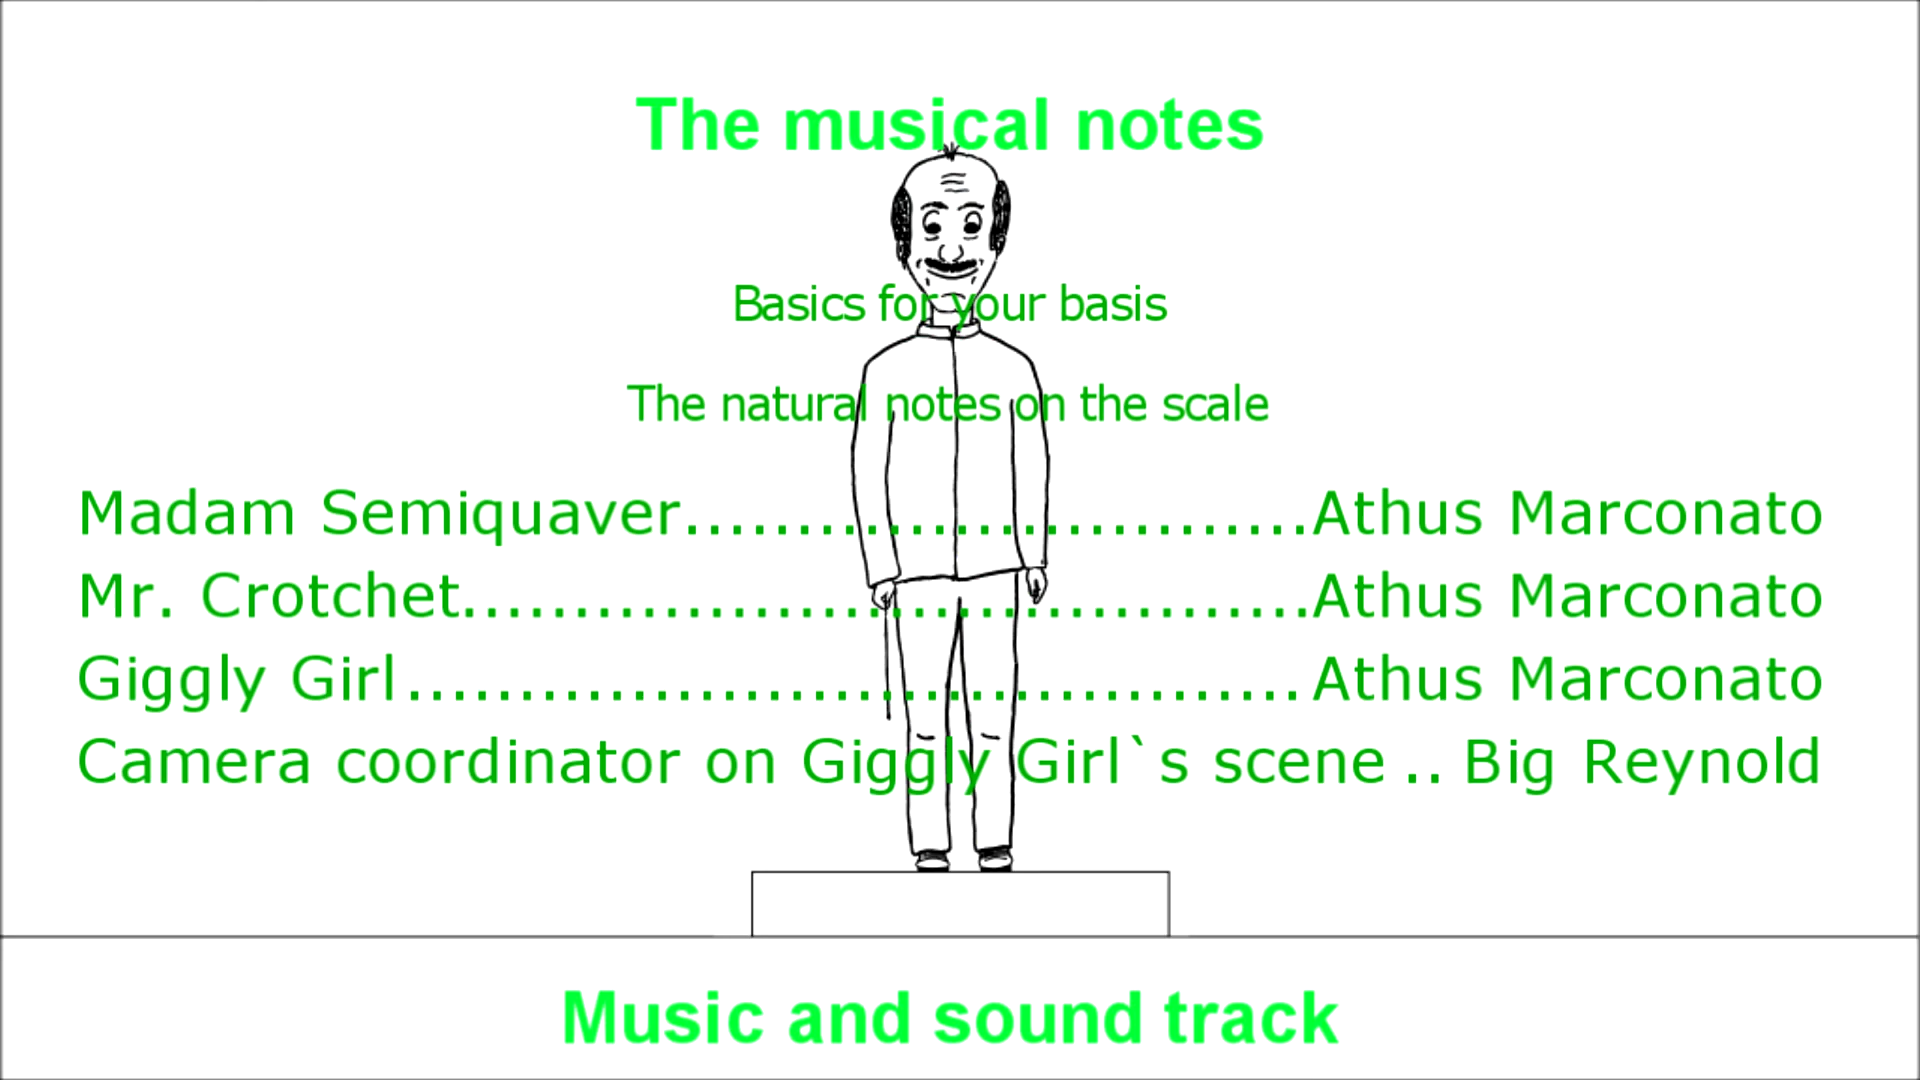 The musical notes
Basics for your basis
The natural notes on the scale
Madam Semiquaver............................Athus Marconato
Mr. Crotchet......................................Athus Marconato
Giggly Girl........................................Athus Marconato
Camera coordinator on Giggly Girl`s scene .. Big Reynold
Music and sound track